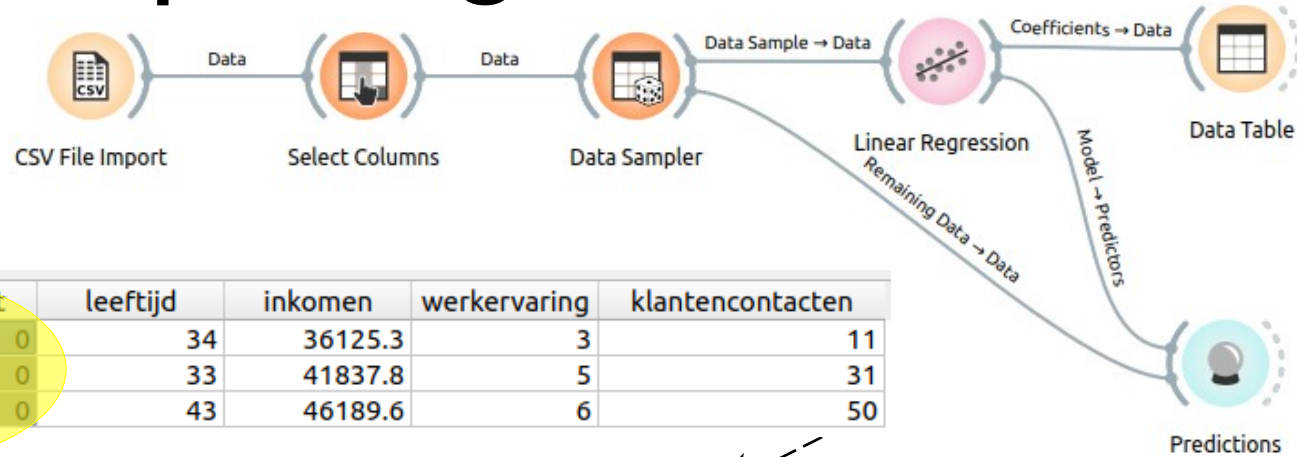 Data
Data
Data Sample → Data
Coefficients → Data
CSV
CSV File Import
Select Columns
Data Sampler
Linear Regression
Data Table
Remaining Data → Data
Model → Predictors
Predictions
leeftijd inkomen werkervaring klantencontacten
0 34 36125.3 3 11
0 33 41837.8 5 31
0 43 46189.6 6 50